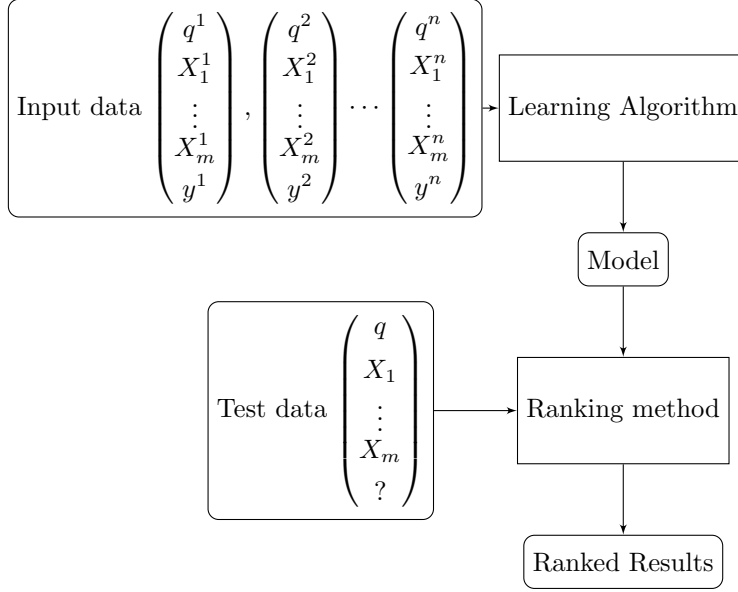 Input data
q^1
X_1^1
⋮
X_m^1
y^1
,
q^2
X_1^2
⋮
X_m^2
y^2
⋯
q^n
X_1^n
⋮
X_m^n
y^n
Learning Algorithm
Model
Test data
q
X_1
⋮
X_m
?
Ranking method
Ranked Results